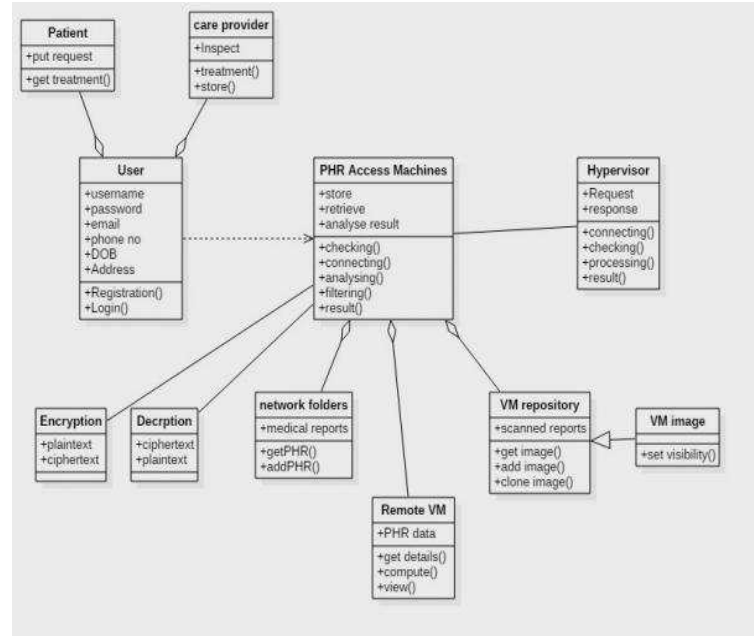 Patient
+put request
+get treatment()
care provider
+Inspect
+treatment()
+store()
User
+username
+password
+email
+phone no
+DOB
+Address
+Registration()
+Login()
PHR Access Machines
+store
+retrieve
+analyse result
+checking()
+connecting()
+analysing()
+filtering()
+result()
Hypervisor
+Request
+response
+connecting()
+checking()
+processing()
+result()
Encryption
+plaintext
+ciphertext
Decrption
+ciphertext
+plaintext
network folders
+medical reports
+getPHR()
+addPHR()
VM repository
+scanned reports
+get image()
+add image()
+clone image()
VM image
+set visibility()
Remote VM
+PHR data
+get details()
+compute()
+view()